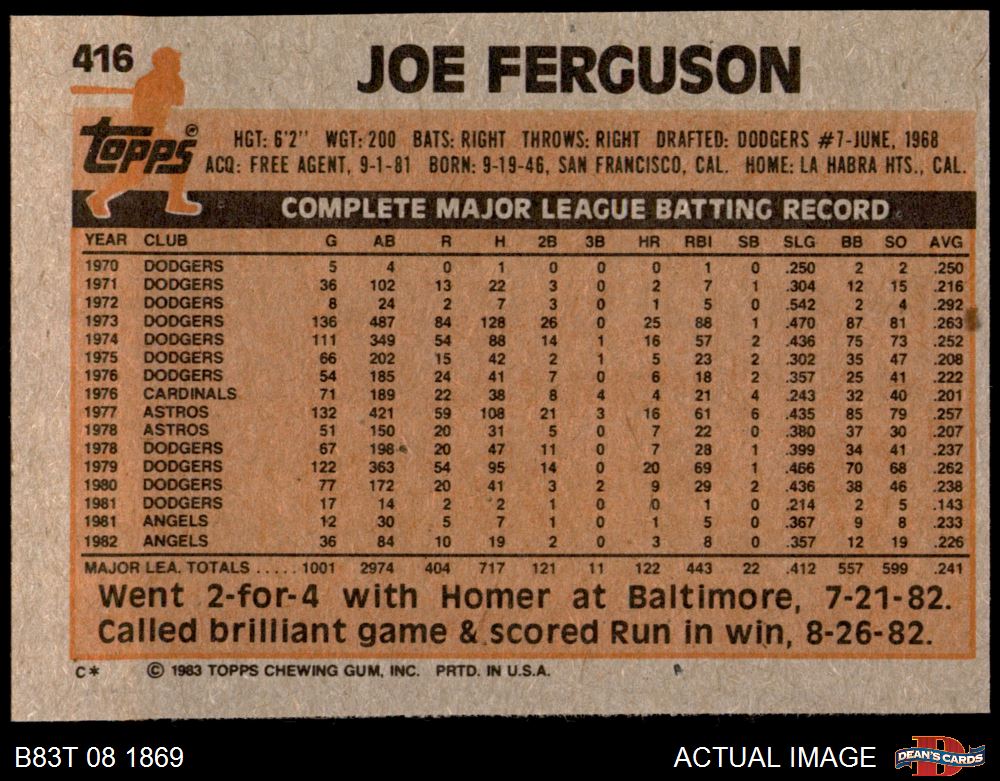 416
JOE FERGUSON
Topps®
HGT: 6'2'' WGT: 200 BATS: RIGHT THROWS: RIGHT DRAFTED: DODGERS #7-JUNE, 1968
ACQ: FREE AGENT, 9-1-81 BORN: 9-19-46, SAN FRANCISCO, CAL. HOME: LA HABRA HTS., CAL.
COMPLETE MAJOR LEAGUE BATTING RECORD
YEAR CLUB G AB R H 2B 3B HR RBI SB SLG BB SO AVG
1970 DODGERS 5 4 0 1 0 0 0 1 0 .250 2 2 .250
1971 DODGERS 36 102 13 22 3 0 2 7 1 .304 12 15 .216
1972 DODGERS 8 24 2 7 3 0 1 5 0 .542 2 4 .292
1973 DODGERS 136 487 84 128 26 0 25 88 1 .470 87 81 .263
1974 DODGERS 111 349 54 88 14 1 16 57 2 .436 75 73 .252
1975 DODGERS 66 202 15 42 2 1 5 23 2 .302 35 47 .208
1976 DODGERS 54 185 24 41 7 0 6 18 2 .357 25 41 .222
1976 CARDINALS 71 189 22 38 8 4 4 21 4 .243 32 40 .201
1977 ASTROS 132 421 59 108 21 3 16 61 6 .435 85 79 .257
1978 ASTROS 51 150 20 31 5 0 7 22 0 .380 37 30 .207
1978 DODGERS 67 198 20 47 11 0 7 28 1 .399 34 41 .237
1979 DODGERS 122 363 54 95 14 0 20 69 1 .466 70 68 .262
1980 DODGERS 77 172 20 41 3 2 9 29 2 .436 38 46 .238
1981 DODGERS 17 14 2 2 1 0 0 1 0 .214 2 5 .143
1981 ANGELS 12 30 5 7 1 0 1 5 0 .367 9 8 .233
1982 ANGELS 36 84 10 19 2 0 3 8 0 .357 12 19 .226
MAJOR LEA. TOTALS ..... 1001 2974 404 717 121 11 122 443 22 .412 557 599 .241
Went 2-for-4 with Homer at Baltimore, 7-21-82.
Called brilliant game & scored Run in win, 8-26-82.
C* © 1983 TOPPS CHEWING GUM, INC. PRTD. IN U.S.A.
B83T 08 1869 ACTUAL IMAGE DEAN'S CARDS